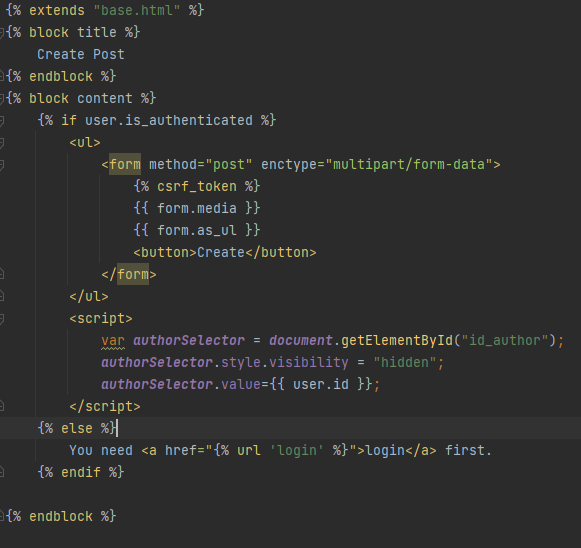 {% extends "base.html" %}
{% block title %}
    Create Post
{% endblock %}
{% block content %}
    {% if user.is_authenticated %}
        <ul>
            <form method="post" enctype="multipart/form-data">
                {% csrf_token %}
                {{ form.media }}
                {{ form.as_ul }}
                <button>Create</button>
            </form>
        </ul>
        <script>
            var authorSelector = document.getElementById("id_author");
            authorSelector.style.visibility = "hidden";
            authorSelector.value={{ user.id }};
        </script>
    {% else %}
        You need <a href="{% url 'login' %}">login</a> first.
    {% endif %}
{% endblock %}